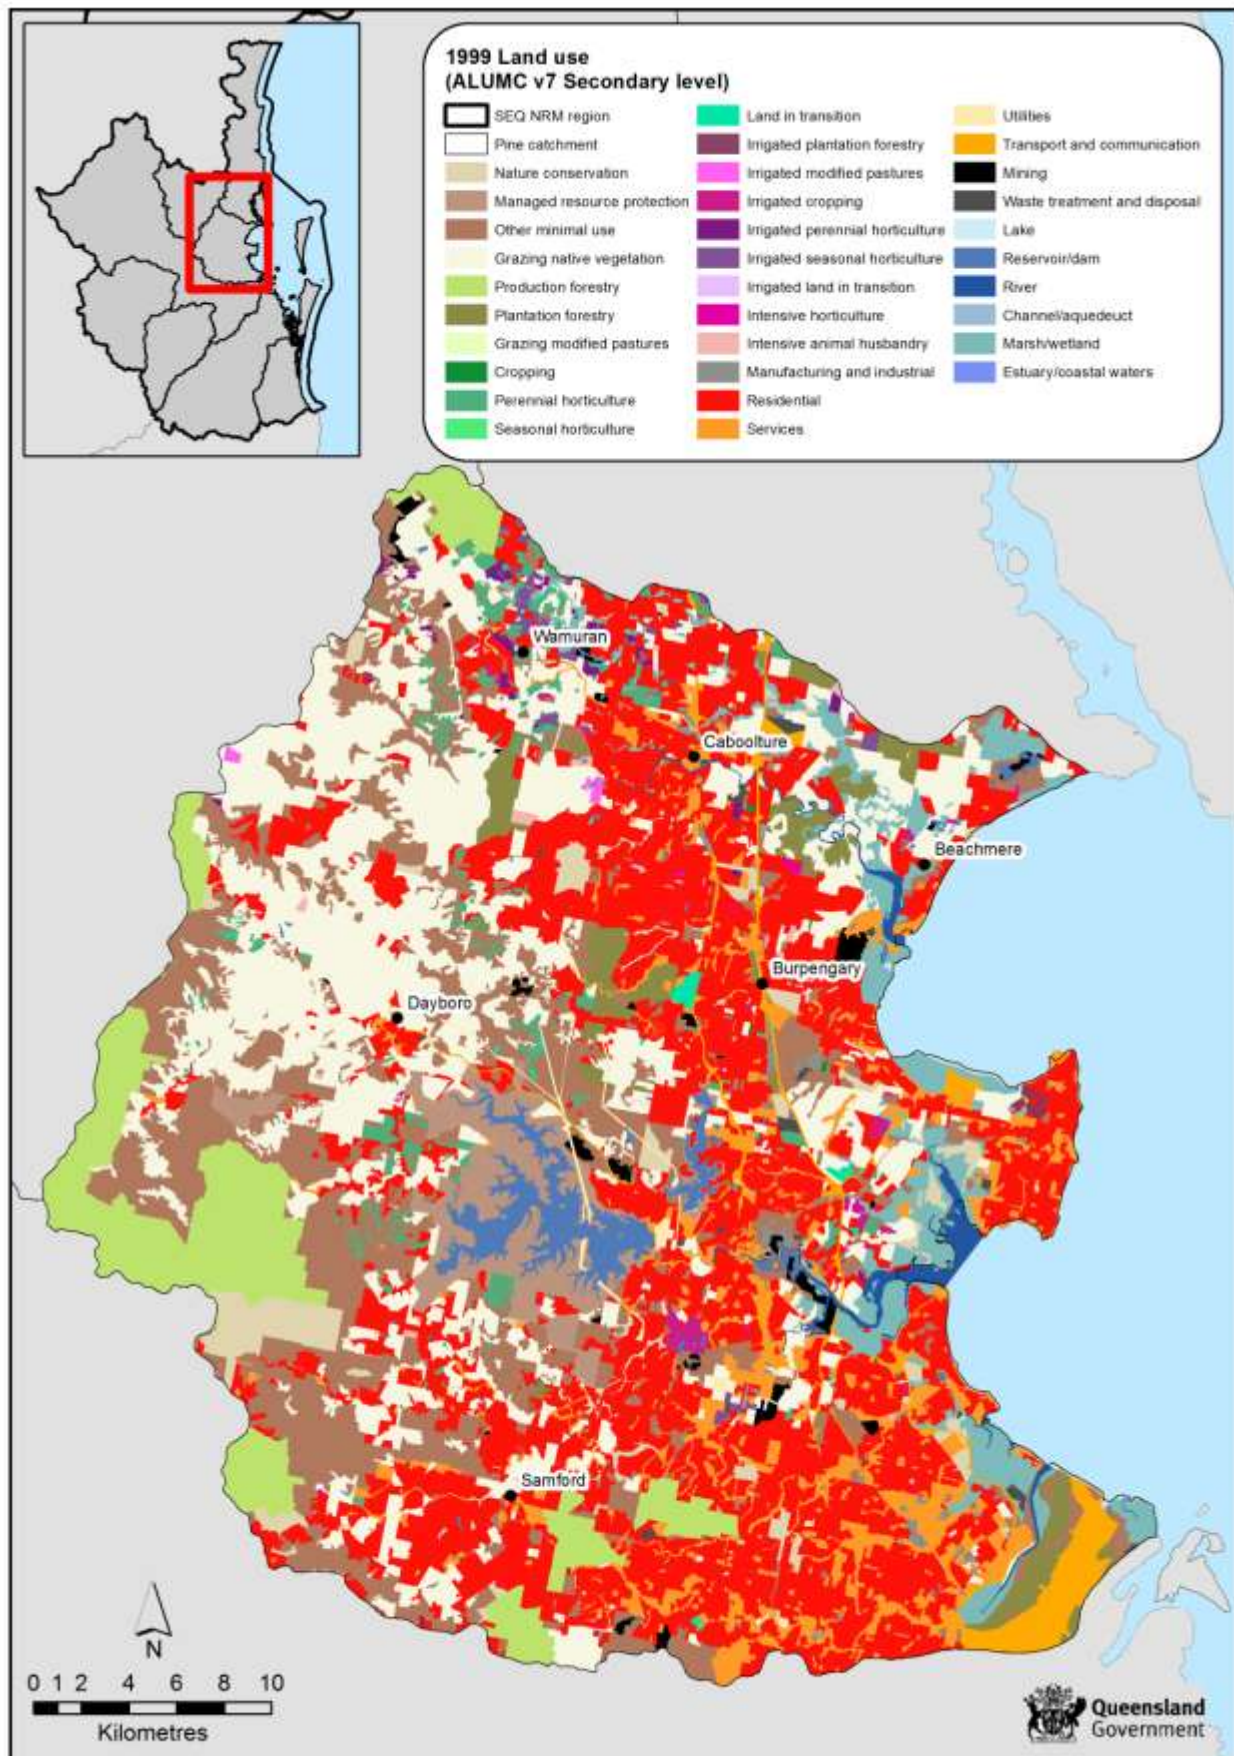 1999 Land use
(ALUMC v7 Secondary level)
SEQ NRM region
Pine catchment
Nature conservation
Managed resource protection
Other minimal use
Grazing native vegetation
Production forestry
Plantation forestry
Grazing modified pastures
Cropping
Perennial horticulture
Seasonal horticulture
Land in transition
Irrigated plantation forestry
Irrigated modified pastures
Irrigated cropping
Irrigated perennial horticulture
Irrigated seasonal horticulture
Irrigated land in transition
Intensive horticulture
Intensive animal husbandry
Manufacturing and industrial
Residential
Services
Utilities
Transport and communication
Mining
Waste treatment and disposal
Lake
Reservoir/dam
River
Channel/aquedeuct
Marsh/wetland
Estuary/coastal waters
Wamuran
Caboolture
Beachmere
Burpengary
Dayboro
Samford
N
0 1 2 4 6 8 10
Kilometres
Queensland
Government